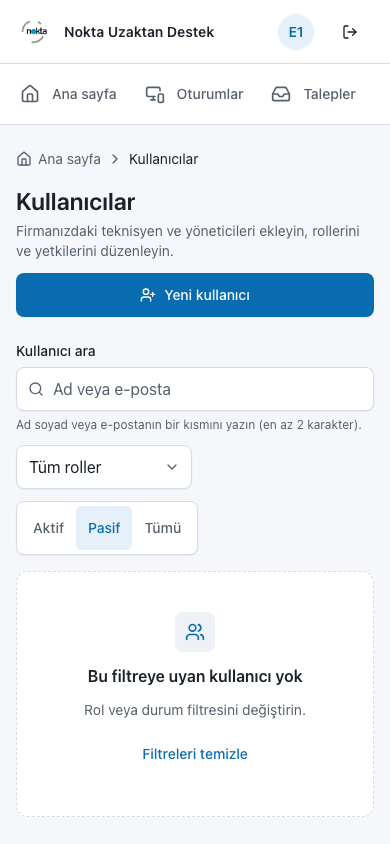 nokta
Nokta Uzaktan Destek
E1
Ana sayfa
Oturumlar
Talepler
Ana sayfa
Kullanıcılar
Kullanıcılar
Firmanızdaki teknisyen ve yöneticileri ekleyin, rollerini
ve yetkilerini düzenleyin.
Yeni kullanıcı
Kullanıcı ara
Ad veya e-posta
Ad soyad veya e-postanın bir kısmını yazın (en az 2 karakter).
Tüm roller
Aktif
Pasif
Tümü
Bu filtreye uyan kullanıcı yok
Rol veya durum filtresini değiştirin.
Filtreleri temizle